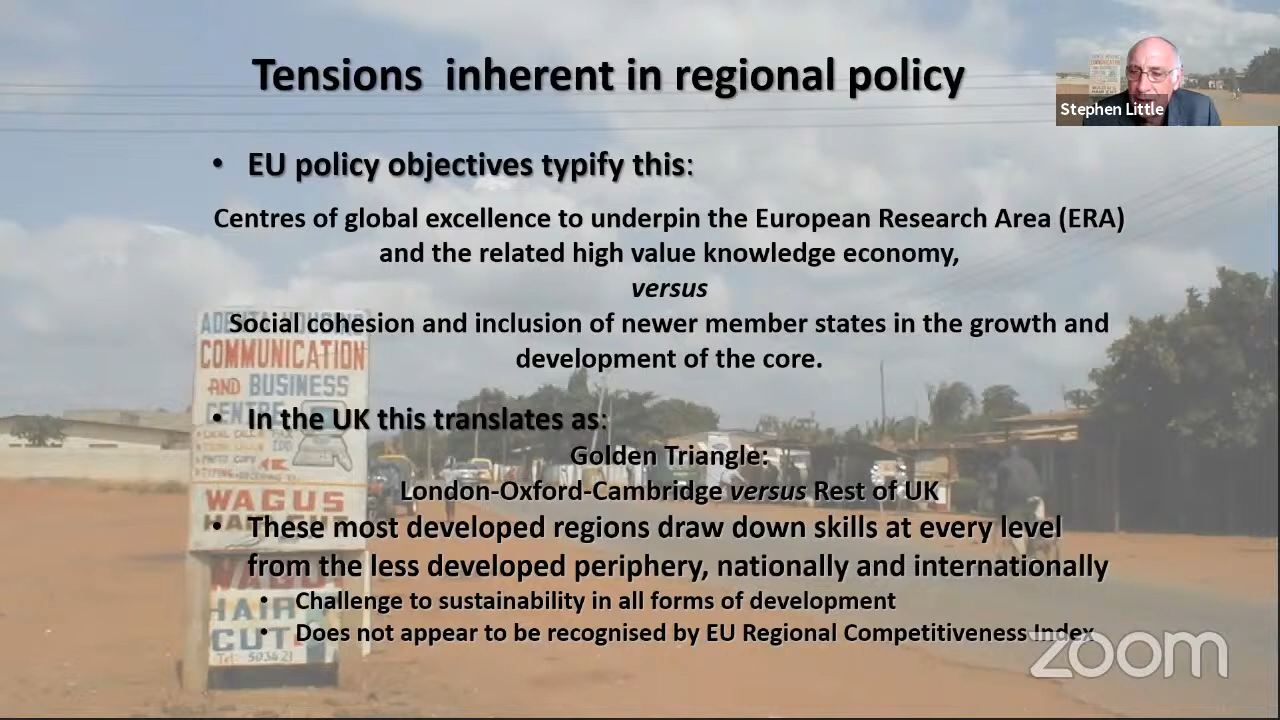 Tensions inherent in regional policy
Stephen Little
• EU policy objectives typify this:
Centres of global excellence to underpin the European Research Area (ERA)
and the related high value knowledge economy,
versus
Social cohesion and inclusion of newer member states in the growth and
development of the core.
• In the UK this translates as:
Golden Triangle:
London-Oxford-Cambridge versus Rest of UK
• These most developed regions draw down skills at every level
from the less developed periphery, nationally and internationally
• Challenge to sustainability in all forms of development
• Does not appear to be recognised by EU Regional Competitiveness Index
COMMUNICATION
AND BUSINESS
CENTRE
WAGUS
HAIR CUT
HAIR
CUT
zoom